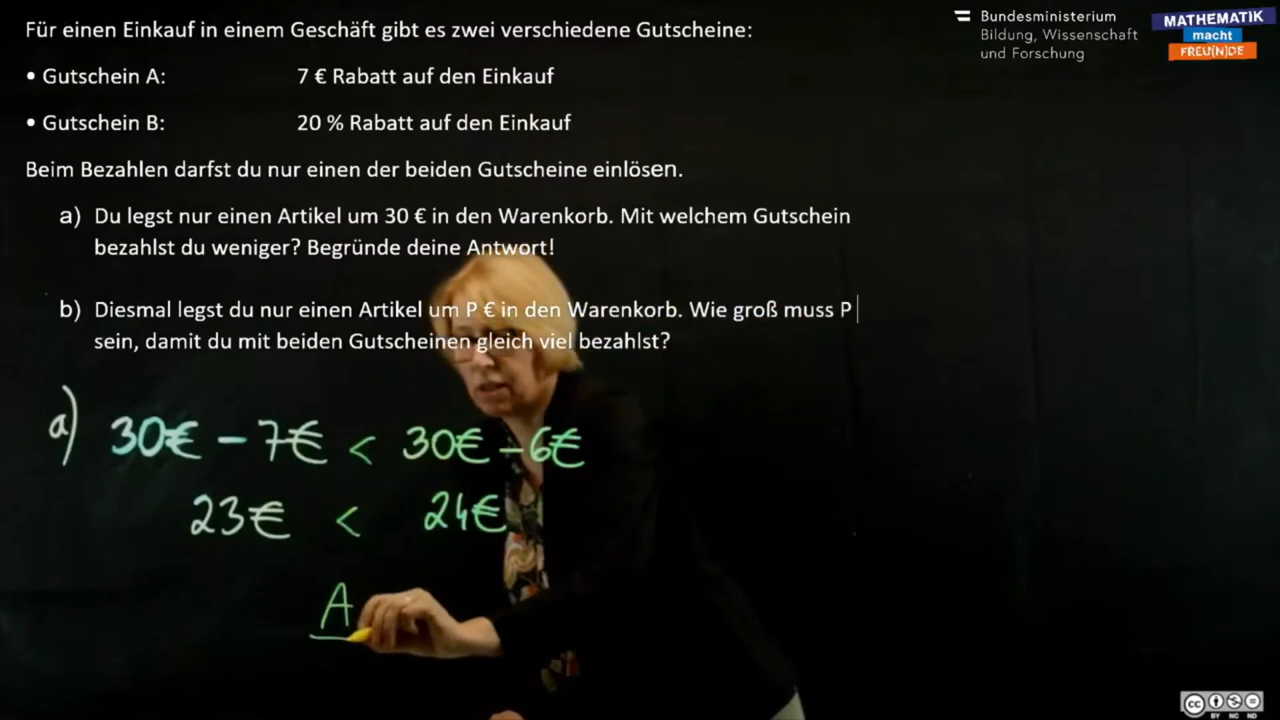 Für einen Einkauf in einem Geschäft gibt es zwei verschiedene Gutscheine:
• Gutschein A: 7 € Rabatt auf den Einkauf
• Gutschein B: 20 % Rabatt auf den Einkauf
Beim Bezahlen darfst du nur einen der beiden Gutscheine einlösen.
a) Du legst nur einen Artikel um 30 € in den Warenkorb. Mit welchem Gutschein
bezahlst du weniger? Begründe deine Antwort!
b) Diesmal legst du nur einen Artikel um P € in den Warenkorb. Wie groß muss P
sein, damit du mit beiden Gutscheinen gleich viel bezahlst?
a) 30€ – 7€ < 30€ – 6€
23€ < 24€
A
Bundesministerium
Bildung, Wissenschaft
und Forschung
MATHEMATIK
macht
FREU(N)DE
cc
BY NC ND